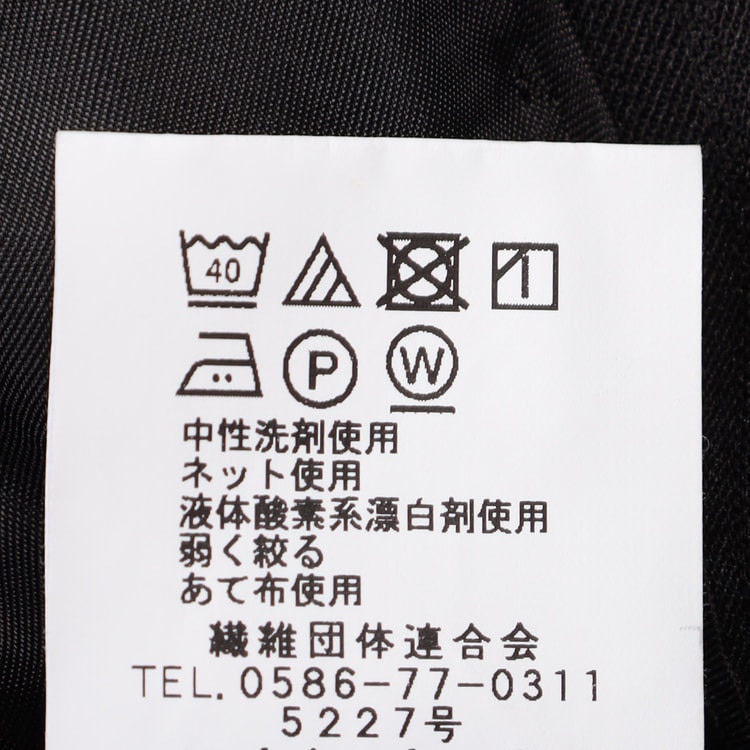 40
P W
中性洗剤使用
ネット使用
液体酸素系漂白剤使用
弱く絞る
あて布使用
繊維団体連合会
TEL.0586-77-0311
5227号